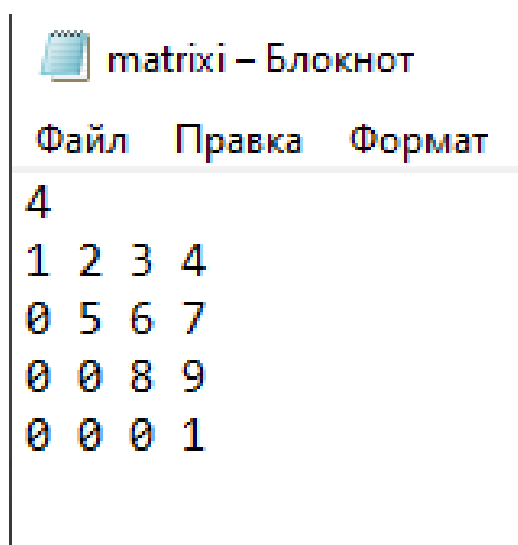 matrixi – Блокнот
Файл Правка Формат
4
1 2 3 4
0 5 6 7
0 0 8 9
0 0 0 1